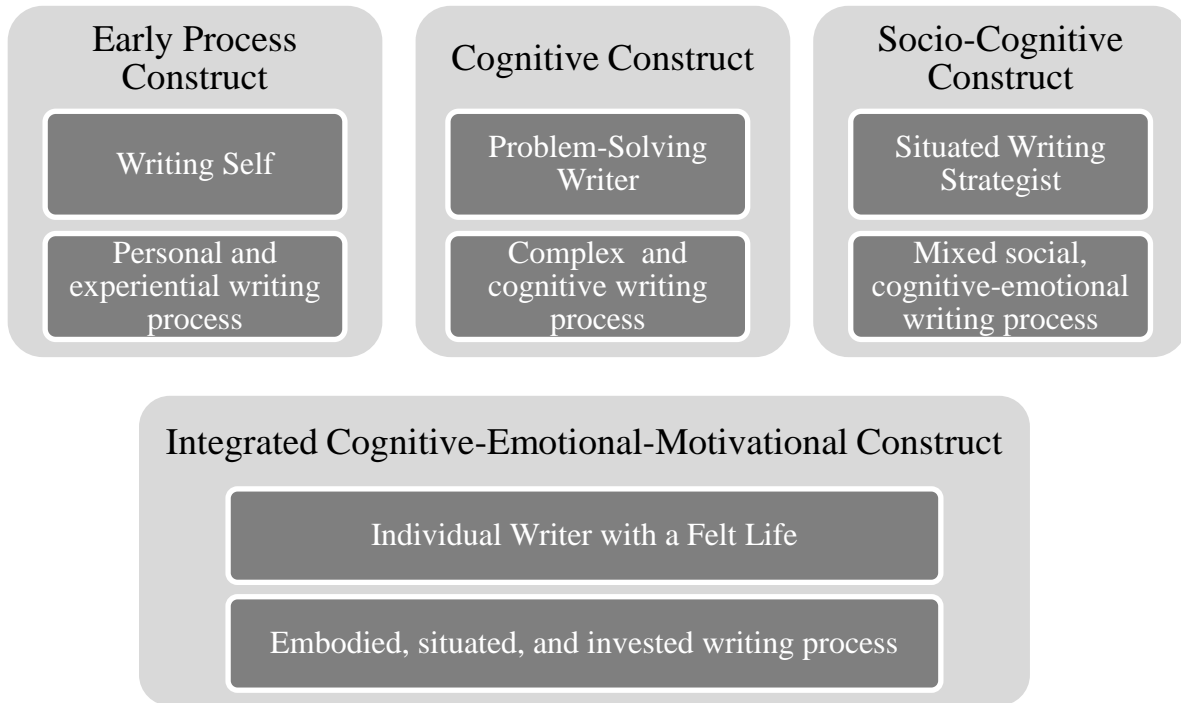 Early Process
Construct
Writing Self
Personal and
experiential writing
process
Cognitive Construct
Problem-Solving
Writer
Complex and
cognitive writing
process
Socio-Cognitive
Construct
Situated Writing
Strategist
Mixed social,
cognitive-emotional
writing process
Integrated Cognitive-Emotional-Motivational Construct
Individual Writer with a Felt Life
Embodied, situated, and invested writing process